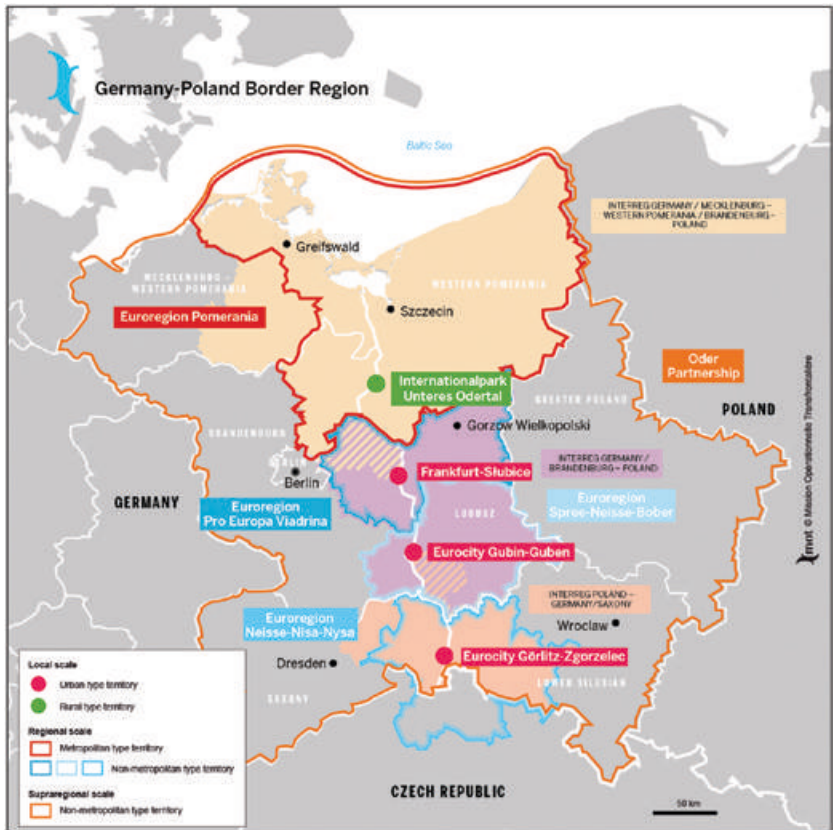 Germany-Poland Border Region
Baltic Sea
INTERREG GERMANY / MECKLENBURG –
WESTERN POMERANIA / BRANDENBURG –
POLAND
Greifswald
MECKLENBURG –
WESTERN POMERANIA
WESTERN POMERANIA
Szczecin
Euroregion Pomerania
Oder
Partnership
Internationalpark
Unteres Odertal
GREATER POLAND
POLAND
Gorzow Wielkopolski
BRANDENBURG
BERLIN
Berlin
INTERREG GERMANY /
BRANDENBURG – POLAND
Frankfurt-Słubice
GERMANY
Euroregion
Pro Europa Viadrina
Euroregion
Spree-Neisse-Bober
LUBUSZ
Eurocity Gubin-Guben
INTERREG POLAND –
GERMANY/SAXONY
Euroregion
Neisse-Nisa-Nysa
Wroclaw
Dresden
Eurocity Görlitz-Zgorzelec
SAXONY
LOWER SILESIAN
CZECH REPUBLIC
50 km
Local scale
Urban type territory
Rural type territory
Regional scale
Metropolitan type territory
Non-metropolitan type territory
Supraregional scale
Non-metropolitan type territory
mot © Mission Operationnelle Transfrontalière